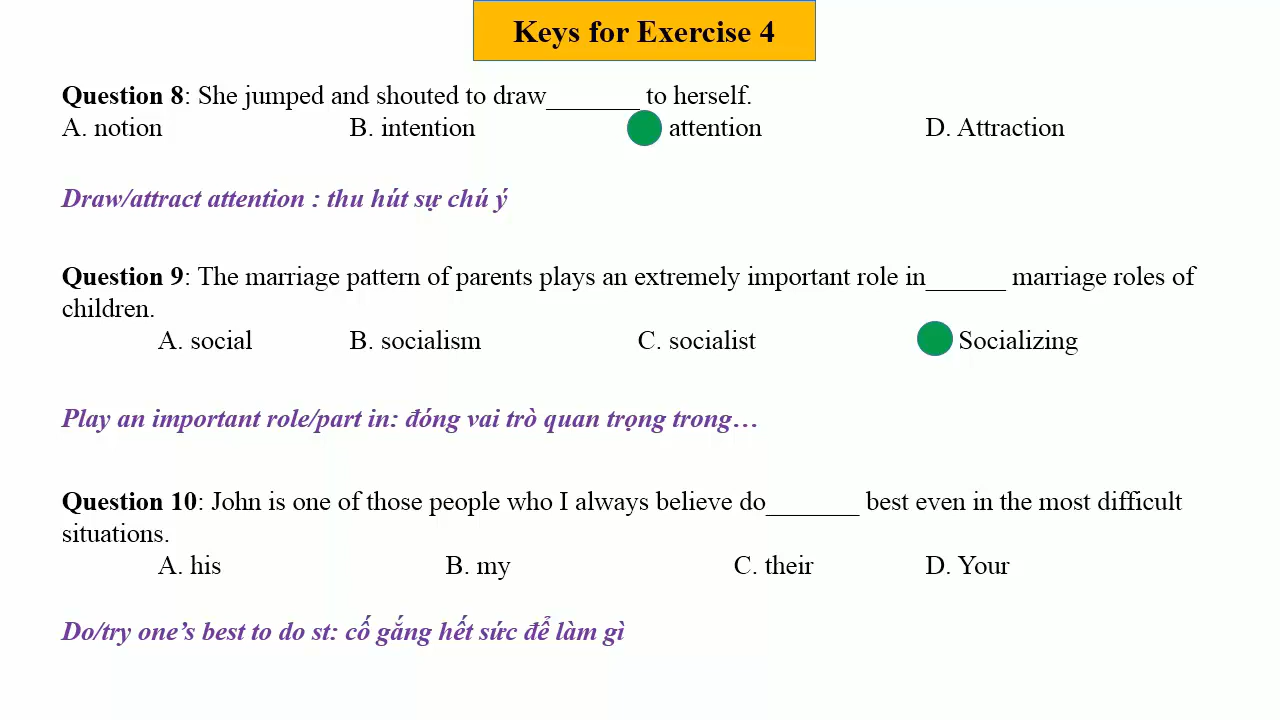 Keys for Exercise 4
Question 8: She jumped and shouted to draw_______ to herself.
A. notion B. intention attention D. Attraction
Draw/attract attention : thu hút sự chú ý
Question 9: The marriage pattern of parents plays an extremely important role in______ marriage roles of
children.
A. social B. socialism C. socialist Socializing
Play an important role/part in: đóng vai trò quan trọng trong…
Question 10: John is one of those people who I always believe do_______ best even in the most difficult
situations.
A. his B. my C. their D. Your
Do/try one’s best to do st: cố gắng hết sức để làm gì